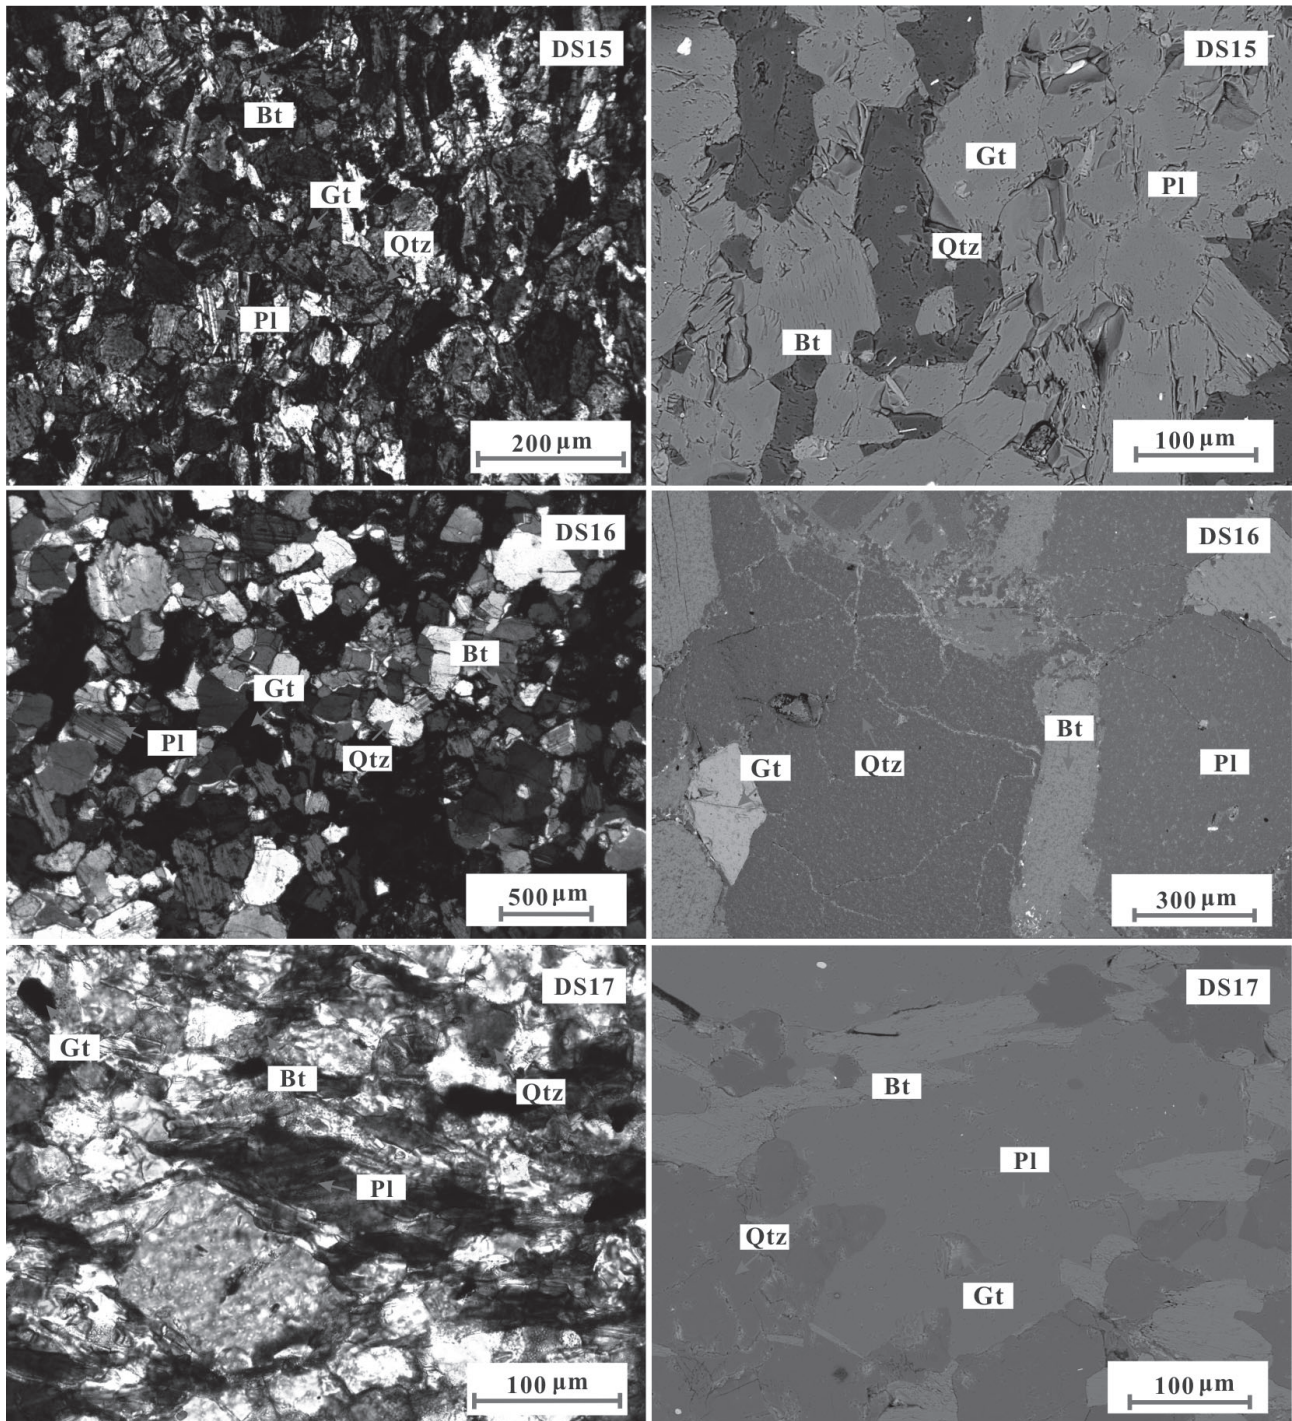 DS15
Bt
Gt
Qtz
Pl
200 μm
DS15
Gt
Pl
Qtz
Bt
100 μm
DS16
Bt
Gt
Pl
Qtz
500 μm
DS16
Bt
Gt
Qtz
Pl
300 μm
DS17
Gt
Bt
Qtz
Pl
100 μm
DS17
Bt
Pl
Qtz
Gt
100 μm